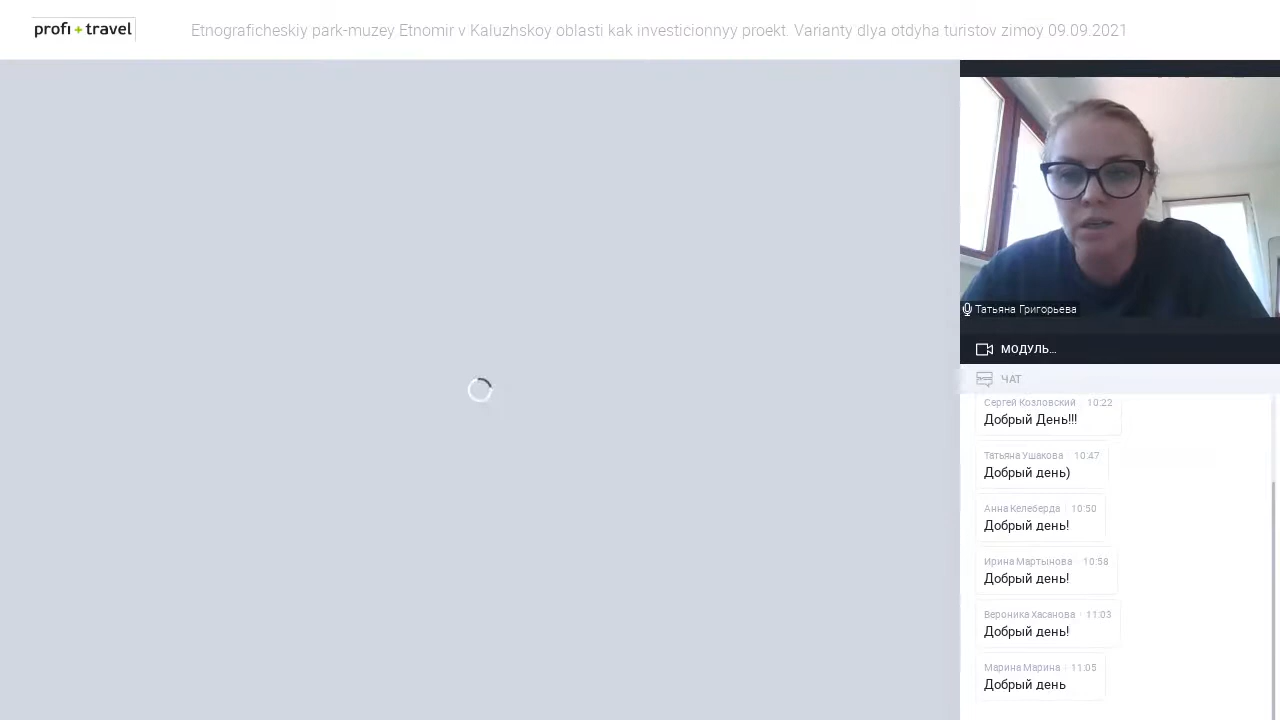 profi + travel
Etnograficheskiy park-muzey Etnomir v Kaluzhskoy oblasti kak investicionnyy proekt. Varianty dlya otdyha turistov zimoy 09.09.2021
Татьяна Григорьева
МОДУЛЬ...
ЧАТ
Сергей Козловский 10:22
Добрый День!!!
Татьяна Ушакова 10:47
Добрый день)
Анна Келеберда 10:50
Добрый день!
Ирина Мартынова 10:58
Добрый день!
Вероника Хасанова 11:03
Добрый день!
Марина Марина 11:05
Добрый день